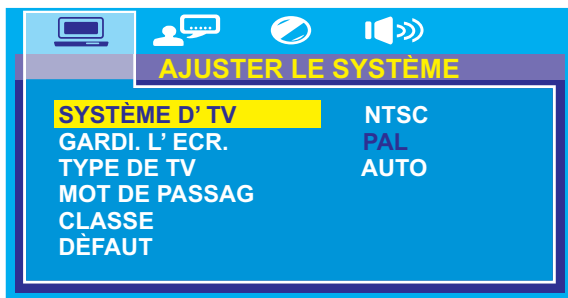 AJUSTER LE SYSTÈME
SYSTÈME D' TV NTSC
GARDI. L' ECR. PAL
TYPE DE TV AUTO
MOT DE PASSAG
CLASSE
DÈFAUT